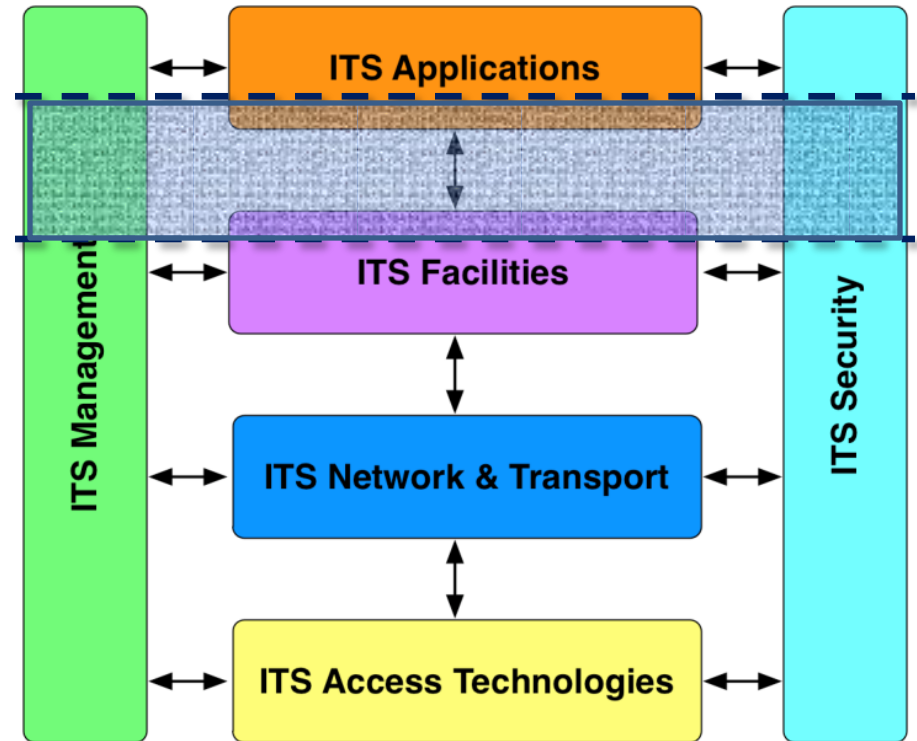 ITS Applications
ITS Facilities
ITS Management
ITS Security
ITS Network & Transport
ITS Access Technologies